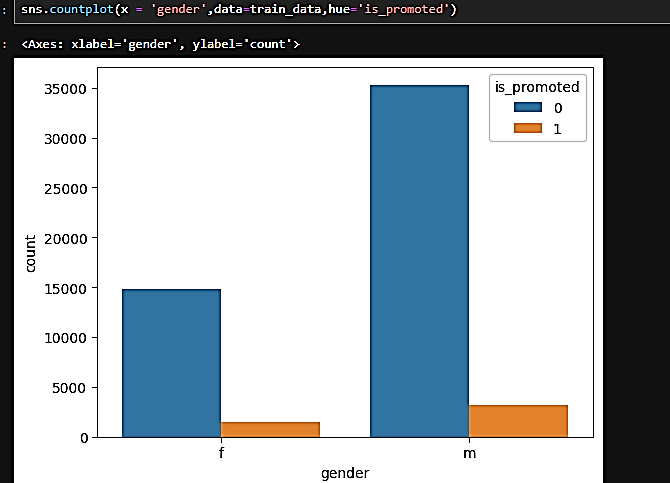 : sns.countplot(x = 'gender',data=train_data,hue='is_promoted')
: <Axes: xlabel='gender', ylabel='count'>
is_promoted
0
1
35000
30000
25000
20000
15000
10000
5000
0
count
f m
gender